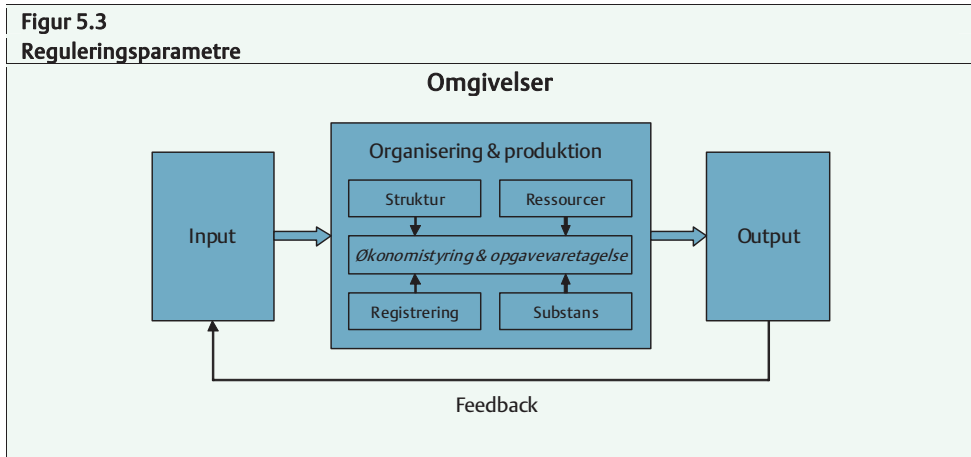 Figur 5.3
Reguleringsparametre
Omgivelser
Organisering & produktion
Struktur
Ressourcer
Input
Økonomistyring & opgavevaretagelse
Output
Registrering
Substans
Feedback